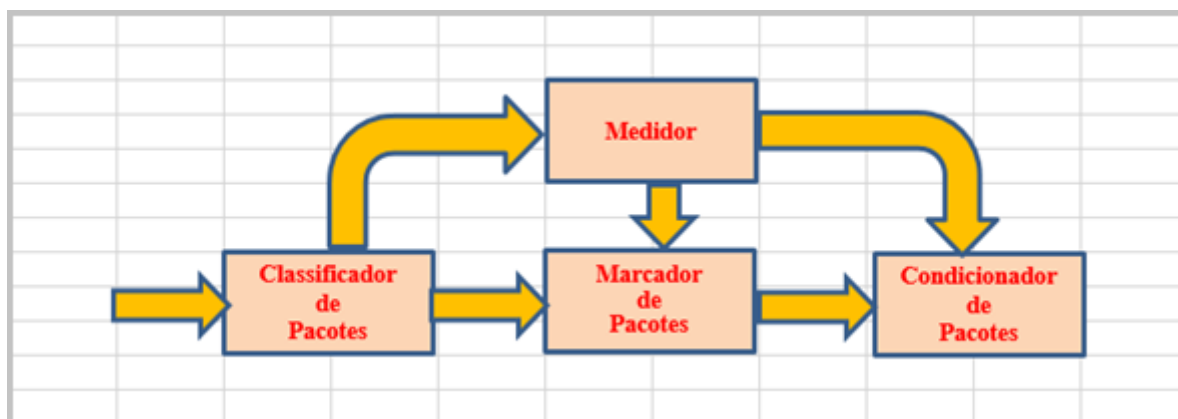 Medidor
Classificador
de
Pacotes
Marcador
de
Pacotes
Condicionador
de
Pacotes